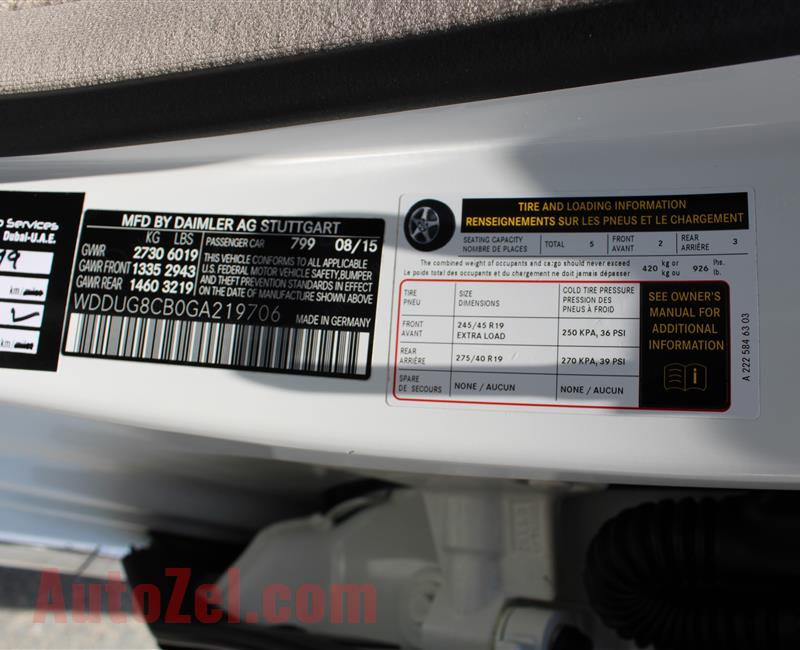 o Services
Dubai-U.A.E.
km/
km/
MFD BY DAIMLER AG STUTTGART
KG LBS
GVWR 2730 6019
GAWR FRONT 1335 2943
GAWR REAR 1460 3219
PASSENGER CAR 799 08/15
THIS VEHICLE CONFORMS TO ALL APPLICABLE
U.S. FEDERAL MOTOR VEHICLE SAFETY, BUMPER
AND THEFT PREVENTION STANDARDS IN EFFECT
ON THE DATE OF MANUFACTURE SHOWN ABOVE
WDDUG8CB0GA219706 MADE IN GERMANY
TIRE AND LOADING INFORMATION
RENSEIGNEMENTS SUR LES PNEUS ET LE CHARGEMENT
SEATING CAPACITY
NOMBRE DE PLACES
TOTAL 5
FRONT
AVANT
2
REAR
ARRIÈRE
3
The combined weight of occupants and cargo should never exceed
Le poids total des occupants et du chargement ne doit jamais dépasser
420 kg or
kg ou
926 lbs.
lb.
TIRE
PNEU
SIZE
DIMENSIONS
COLD TIRE PRESSURE
PRESSION DES
PNEUS À FROID
FRONT
AVANT
245/45 R19
EXTRA LOAD
250 KPA, 36 PSI
REAR
ARRIÈRE
275/40 R19
270 KPA, 39 PSI
SPARE
DE SECOURS
NONE / AUCUN
NONE / AUCUN
SEE OWNER'S
MANUAL FOR
ADDITIONAL
INFORMATION
A 222 584 63 03
AutoZel.com